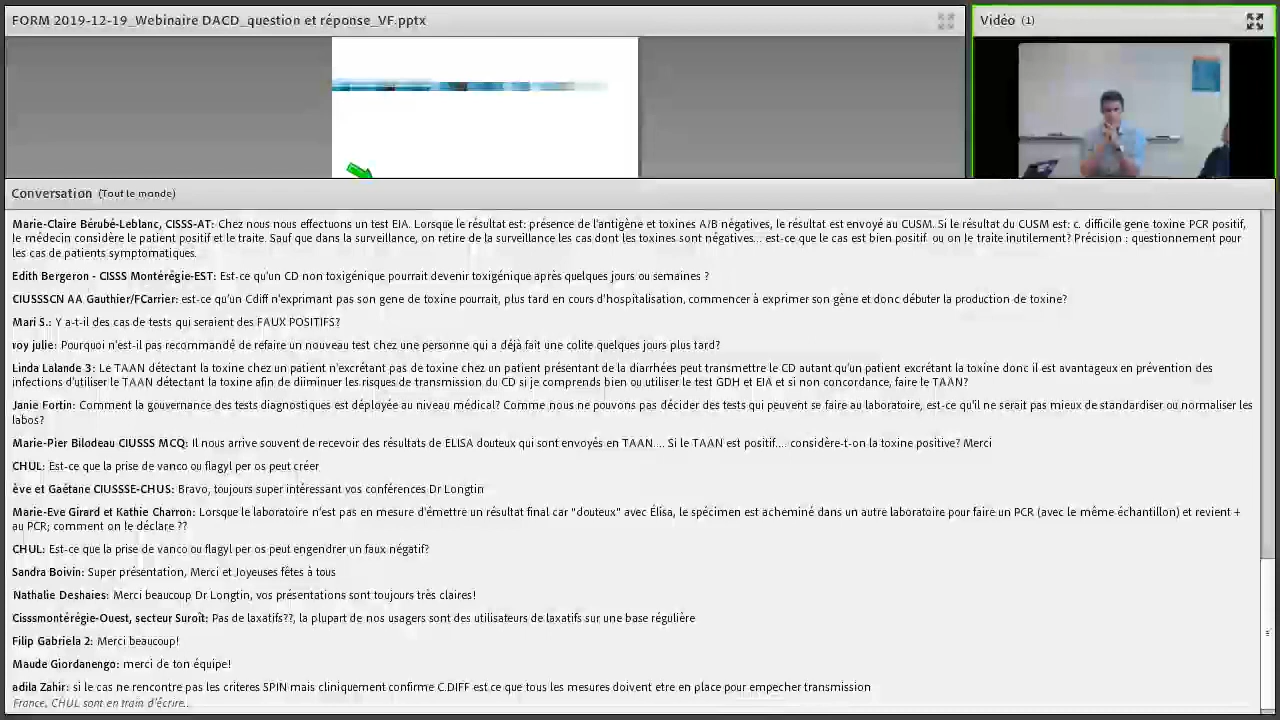 FORM 2019-12-19_Webinaire DACD_question et réponse_VF.pptx
Vidéo (1)
Conversation (Tout le monde)
Marie-Claire Bérubé-Leblanc, CISSS-AT: Chez nous nous effectuons un test EIA. Lorsque le résultat est: présence de l'antigène et toxines A/B négatives, le résultat est envoyé au CUSM. Si le résultat du CUSM est: c. difficile gene toxine PCR positif,
le médecin considère le patient positif et le traite. Sauf que dans la surveillance, on retire de la surveillance les cas dont les toxines sont négatives... est-ce que le cas est bien positif ou on le traite inutilement? Précision : questionnement pour
les cas de patients symptomatiques.
Edith Bergeron - CISSS Montérégie-EST: Est-ce qu'un CD non toxigénique pourrait devenir toxigénique après quelques jours ou semaines ?
CIUSSSCN AA Gauthier/FCarrier: est-ce qu'un Cdiff n'exprimant pas son gene de toxine pourrait, plus tard en cours d'hospitalisation, commencer à exprimer son gène et donc débuter la production de toxine?
Mari S.: Y a-t-il des cas de tests qui seraient des FAUX POSITIFS?
roy julie: Pourquoi n'est-il pas recommandé de refaire un nouveau test chez une personne qui a déjà fait une colite quelques jours plus tard?
Linda Lalande 3: Le TAAN détectant la toxine chez un patient n'excrétant pas de toxine chez un patient présentant de la diarrhées peut transmettre le CD autant qu'un patient excrétant la toxine donc il est avantageux en prévention des
infections d'utiliser le TAAN détectant la toxine afin de diiminuer les risques de transmission du CD si je comprends bien ou utiliser le test GDH et EIA et si non concordance, faire le TAAN?
Janie Fortin: Comment la gouvernance des tests diagnostiques est déployée au niveau médical? Comme nous ne pouvons pas décider des tests qui peuvent se faire au laboratoire, est-ce qu'il ne serait pas mieux de standardiser ou normaliser les
labos?
Marie-Pier Bilodeau CIUSSS MCQ: Il nous arrive souvent de recevoir des résultats de ELISA douteux qui sont envoyés en TAAN.... Si le TAAN est positif.... considère-t-on la toxine positive? Merci
CHUL: Est-ce que la prise de vanco ou flagyl per os peut créer
ève et Gaétane CIUSSSE-CHUS: Bravo, toujours super intéressant vos conférences Dr Longtin
Marie-Eve Girard et Kathie Charron: Lorsque le laboratoire n'est pas en mesure d'émettre un résultat final car "douteux" avec Élisa, le spécimen est acheminé dans un autre laboratoire pour faire un PCR (avec le même échantillon) et revient +
au PCR; comment on le déclare ??
CHUL: Est-ce que la prise de vanco ou flagyl per os peut engendrer un faux négatif?
Sandra Boivin: Super présentation, Merci et Joyeuses fêtes à tous
Nathalie Deshaies: Merci beaucoup Dr Longtin, vos présentations sont toujours très claires!
Cisssmontérégie-Ouest, secteur Suroît: Pas de laxatifs??, la plupart de nos usagers sont des utilisateurs de laxatifs sur une base régulière
Filip Gabriela 2: Merci beaucoup!
Maude Giordanengo: merci de ton équipe!
adila Zahir: si le cas ne rencontre pas les criteres SPIN mais cliniquement confirme C.DIFF est ce que tous les mesures doivent etre en place pour empecher transmission
France, CHUL sont en train d'écrire...